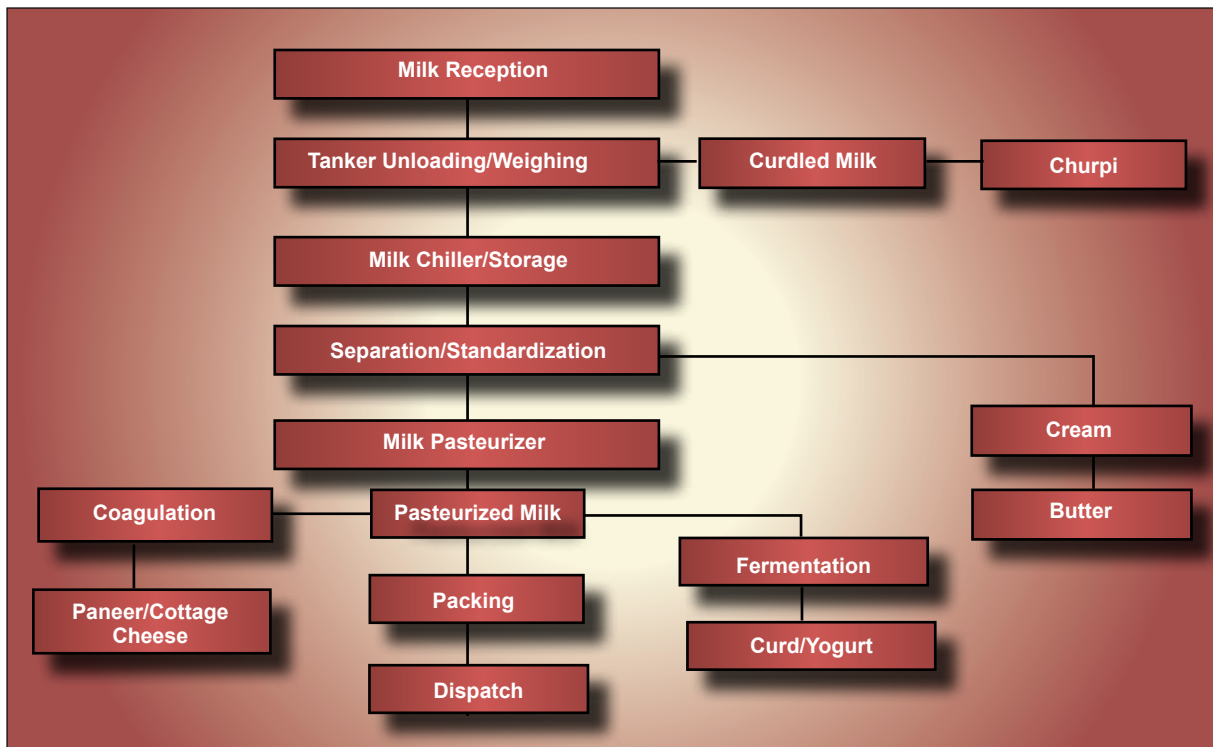 Milk Reception
Tanker Unloading/Weighing
Curdled Milk
Churpi
Milk Chiller/Storage
Separation/Standardization
Cream
Milk Pasteurizer
Butter
Coagulation
Pasteurized Milk
Fermentation
Packing
Paneer/Cottage
Cheese
Curd/Yogurt
Dispatch